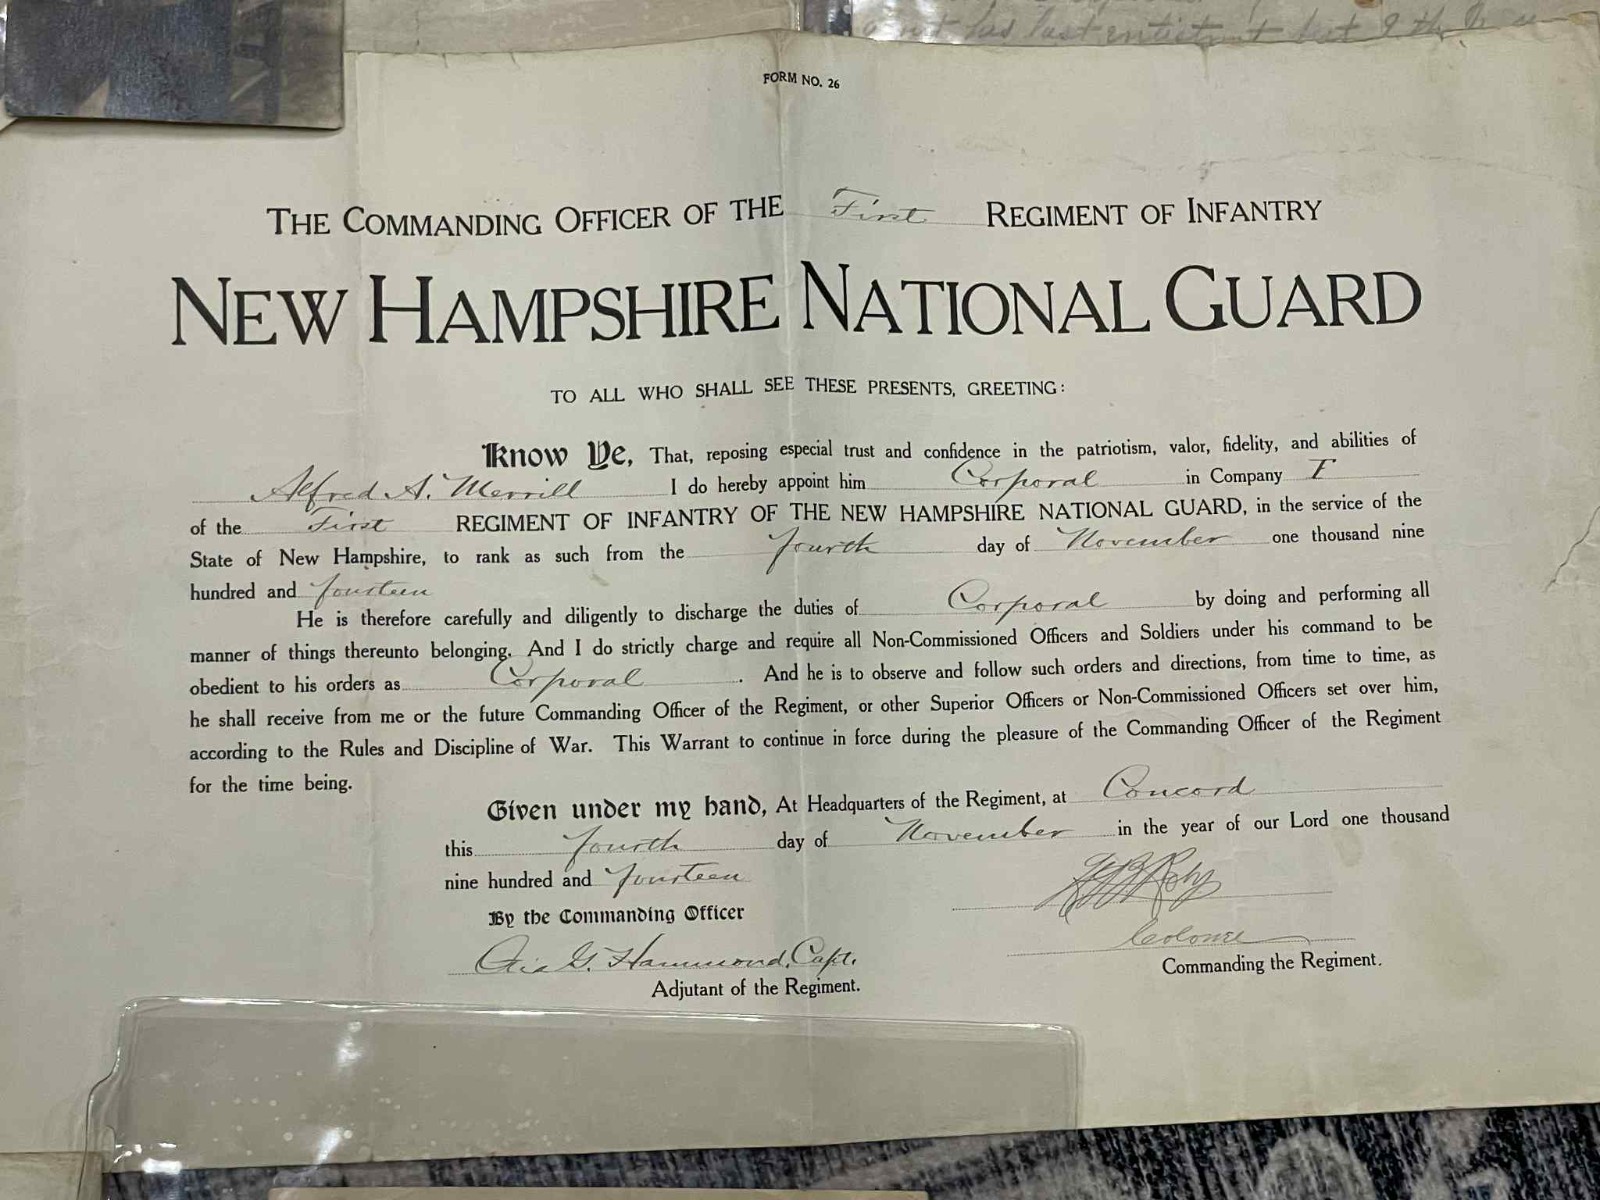 FORM NO. 26
THE COMMANDING OFFICER OF THE First REGIMENT OF INFANTRY
NEW HAMPSHIRE NATIONAL GUARD
TO ALL WHO SHALL SEE THESE PRESENTS, GREETING:
Know Ye, That, reposing especial trust and confidence in the patriotism, valor, fidelity, and abilities of
Alfred A. Merrill I do hereby appoint him Corporal in Company
of the First REGIMENT OF INFANTRY OF THE NEW HAMPSHIRE NATIONAL GUARD, in the service of the
State of New Hampshire, to rank as such from the fourth day of November one thousand nine
hundred and fourteen
He is therefore carefully and diligently to discharge the duties of Corporal by doing and performing all
manner of things thereunto belonging. And I do strictly charge and require all Non-Commissioned Officers and Soldiers under his command to be
obedient to his orders as Corporal. And he is to observe and follow such orders and directions, from time to time, as
he shall receive from me or the future Commanding Officer of the Regiment, or other Superior Officers or Non-Commissioned Officers set over him,
according to the Rules and Discipline of War. This Warrant to continue in force during the pleasure of the Commanding Officer of the Regiment
for the time being.
Given under my hand, At Headquarters of the Regiment, at Concord
this fourth day of November in the year of our Lord one thousand
nine hundred and fourteen
By the Commanding Officer
G. Hammond, Capt. Colonel
Adjutant of the Regiment. Commanding the Regiment.